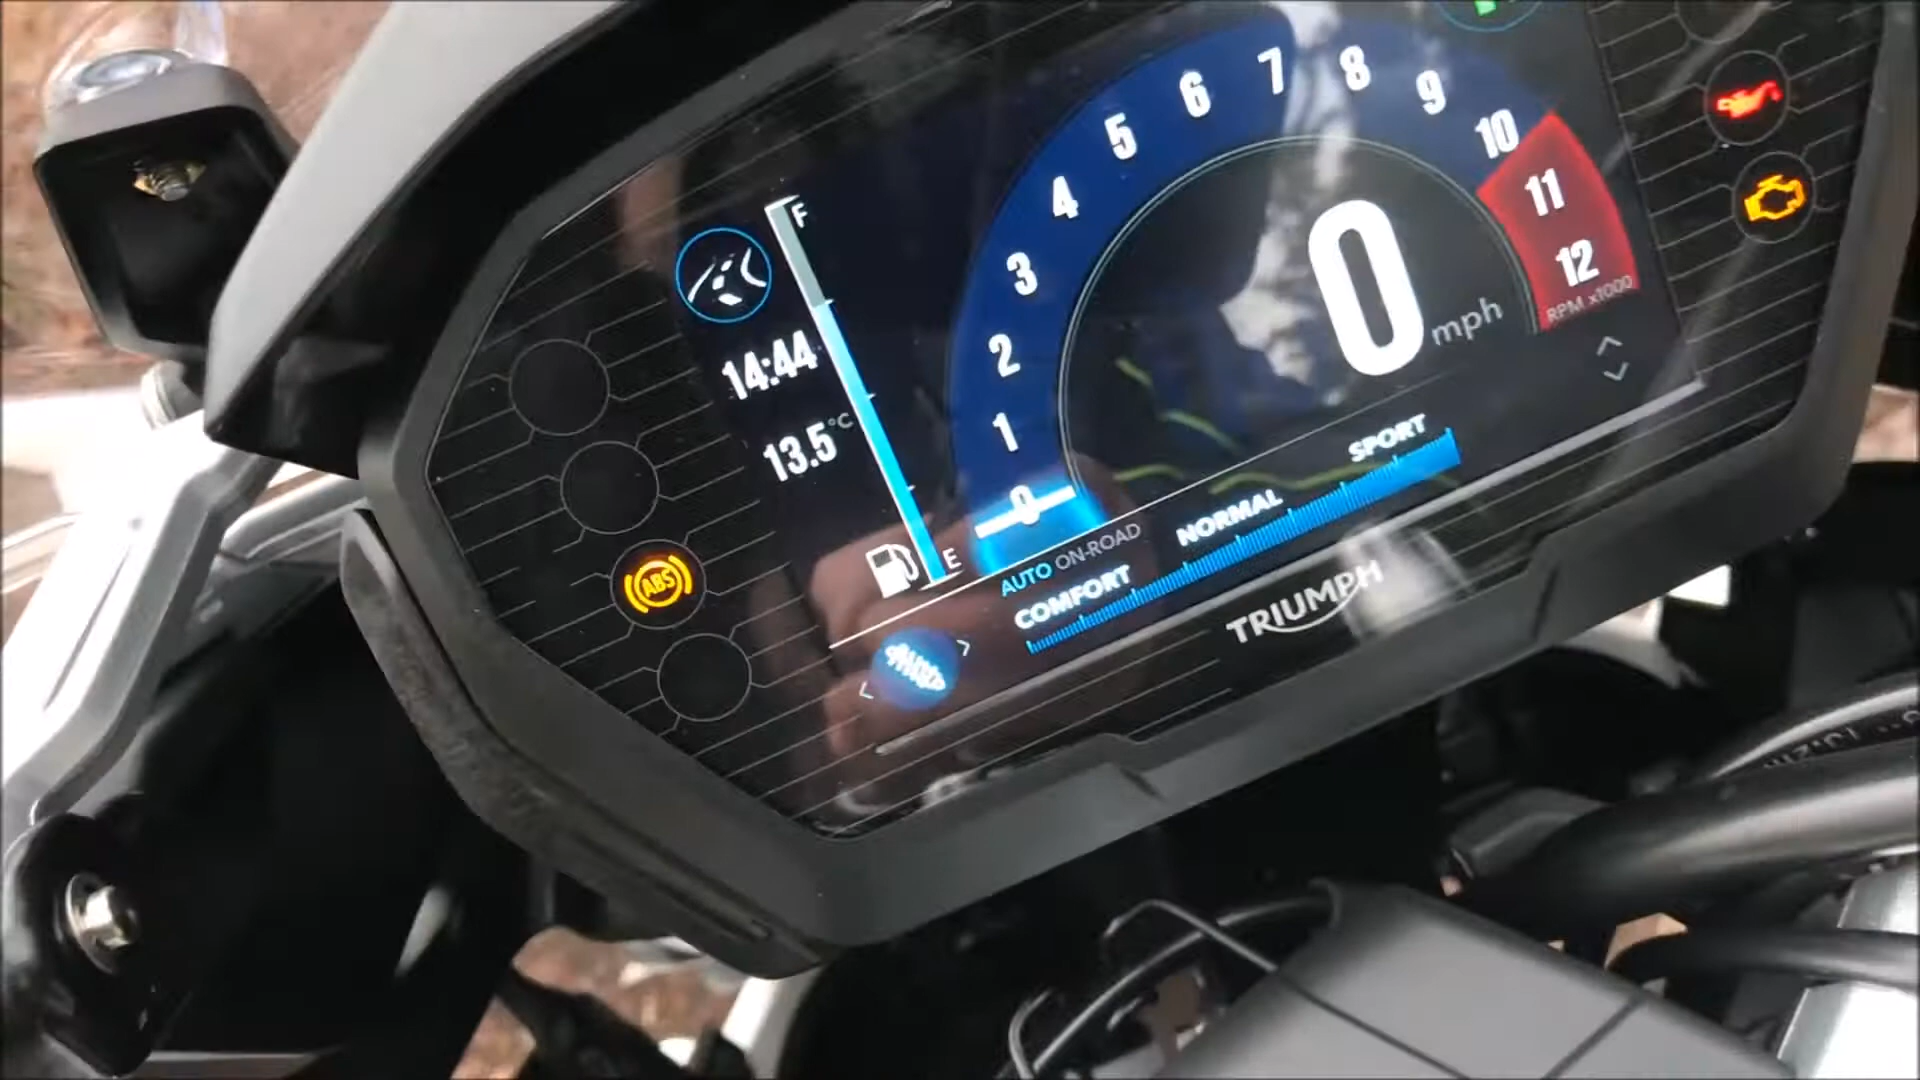 F
14:44
13.5°C
E
ABS
0
1
2
3
4
5
6
7
8
9
10
11
12
RPM x1000
0 mph
AUTO ON-ROAD
COMFORT
NORMAL
SPORT
TRIUMPH